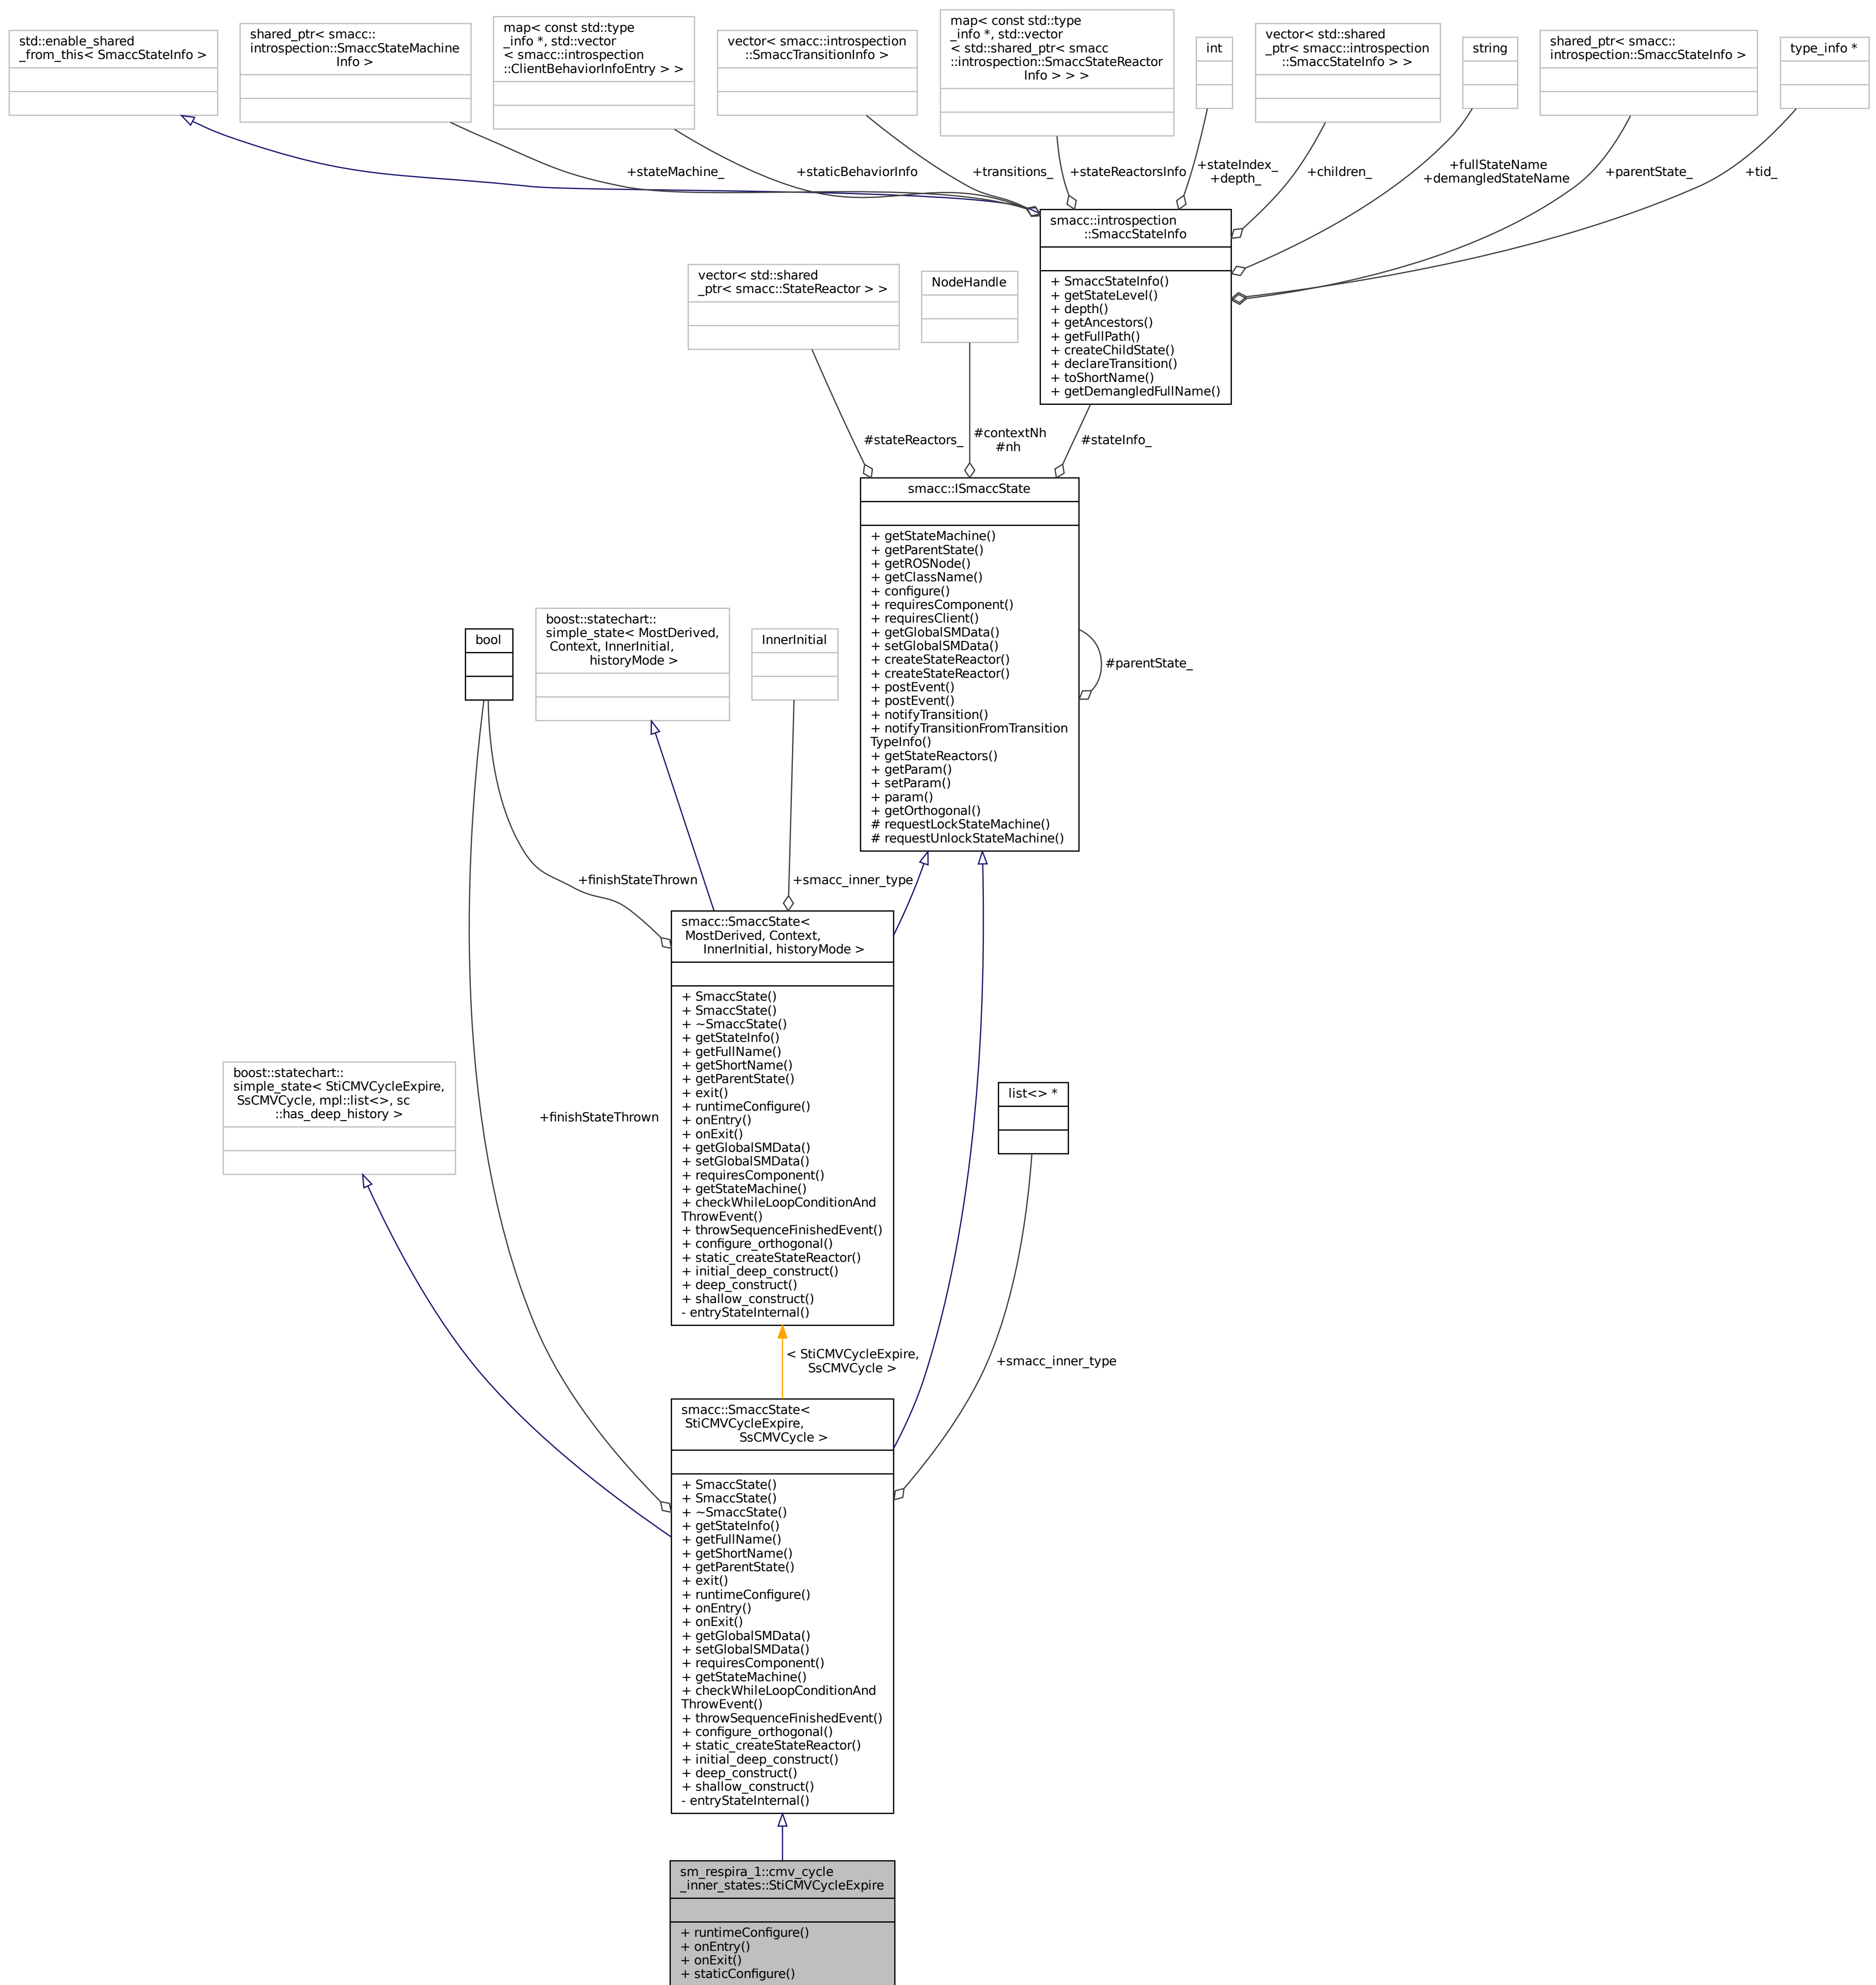 std::enable_shared
_from_this< SmaccStateInfo >
shared_ptr< smacc::
introspection::SmaccStateMachine
Info >
map< const std::type
_info *, std::vector
< smacc::introspection
::ClientBehaviorInfoEntry > >
vector< smacc::introspection
::SmaccTransitionInfo >
map< const std::type
_info *, std::vector
< std::shared_ptr< smacc
::introspection::SmaccStateReactor
Info > > >
int
vector< std::shared
_ptr< smacc::introspection
::SmaccStateInfo > >
string
shared_ptr< smacc::
introspection::SmaccStateInfo >
type_info *
+stateMachine_
+staticBehaviorInfo
+transitions_
+stateReactorsInfo
+stateIndex_
+depth_
+children_
+fullStateName
+demangledStateName
+parentState_
+tid_
smacc::introspection
::SmaccStateInfo
+ SmaccStateInfo()
+ getStateLevel()
+ depth()
+ getAncestors()
+ getFullPath()
+ createChildState()
+ declareTransition()
+ toShortName()
+ getDemangledFullName()
vector< std::shared
_ptr< smacc::StateReactor > >
NodeHandle
#stateReactors_
#contextNh
#nh
#stateInfo_
smacc::ISmaccState
+ getStateMachine()
+ getParentState()
+ getROSNode()
+ getClassName()
+ configure()
+ requiresComponent()
+ requiresClient()
+ getGlobalSMData()
+ setGlobalSMData()
+ createStateReactor()
+ createStateReactor()
+ postEvent()
+ postEvent()
+ notifyTransition()
+ notifyTransitionFromTransition
TypeInfo()
+ getStateReactors()
+ getParam()
+ setParam()
+ param()
+ getOrthogonal()
# requestLockStateMachine()
# requestUnlockStateMachine()
#parentState_
bool
boost::statechart::
simple_state< MostDerived,
Context, InnerInitial,
historyMode >
InnerInitial
+finishStateThrown
+smacc_inner_type
smacc::SmaccState<
MostDerived, Context,
InnerInitial, historyMode >
+ SmaccState()
+ SmaccState()
+ ~SmaccState()
+ getStateInfo()
+ getFullName()
+ getShortName()
+ getParentState()
+ exit()
+ runtimeConfigure()
+ onEntry()
+ onExit()
+ getGlobalSMData()
+ setGlobalSMData()
+ requiresComponent()
+ getStateMachine()
+ checkWhileLoopConditionAnd
ThrowEvent()
+ throwSequenceFinishedEvent()
+ configure_orthogonal()
+ static_createStateReactor()
+ initial_deep_construct()
+ deep_construct()
+ shallow_construct()
- entryStateInternal()
boost::statechart::
simple_state< StiCMVCycleExpire,
SsCMVCycle, mpl::list<>, sc
::has_deep_history >
+finishStateThrown
list<> *
< StiCMVCycleExpire,
SsCMVCycle >
+smacc_inner_type
smacc::SmaccState<
StiCMVCycleExpire,
SsCMVCycle >
+ SmaccState()
+ SmaccState()
+ ~SmaccState()
+ getStateInfo()
+ getFullName()
+ getShortName()
+ getParentState()
+ exit()
+ runtimeConfigure()
+ onEntry()
+ onExit()
+ getGlobalSMData()
+ setGlobalSMData()
+ requiresComponent()
+ getStateMachine()
+ checkWhileLoopConditionAnd
ThrowEvent()
+ throwSequenceFinishedEvent()
+ configure_orthogonal()
+ static_createStateReactor()
+ initial_deep_construct()
+ deep_construct()
+ shallow_construct()
- entryStateInternal()
sm_respira_1::cmv_cycle
_inner_states::StiCMVCycleExpire
+ runtimeConfigure()
+ onEntry()
+ onExit()
+ staticConfigure()